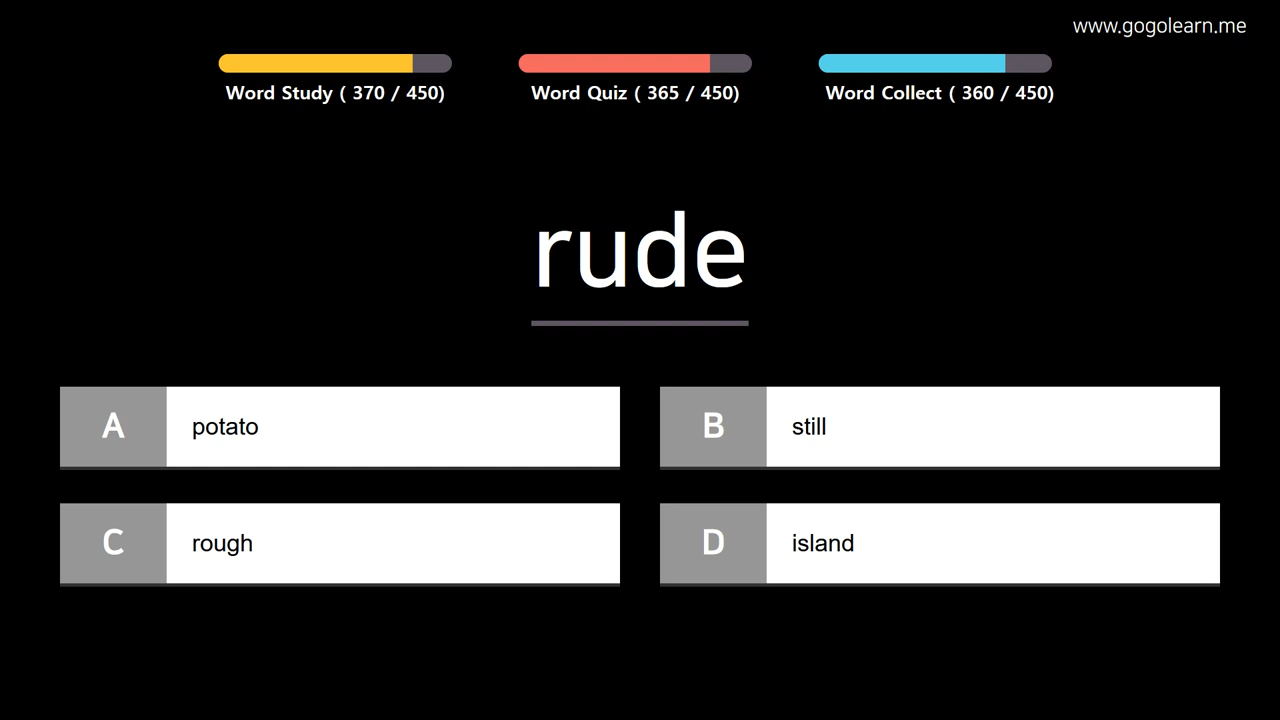 www.gogolearn.me
Word Study ( 370 / 450)
Word Quiz ( 365 / 450)
Word Collect ( 360 / 450)
rude
A potato
B still
C rough
D island